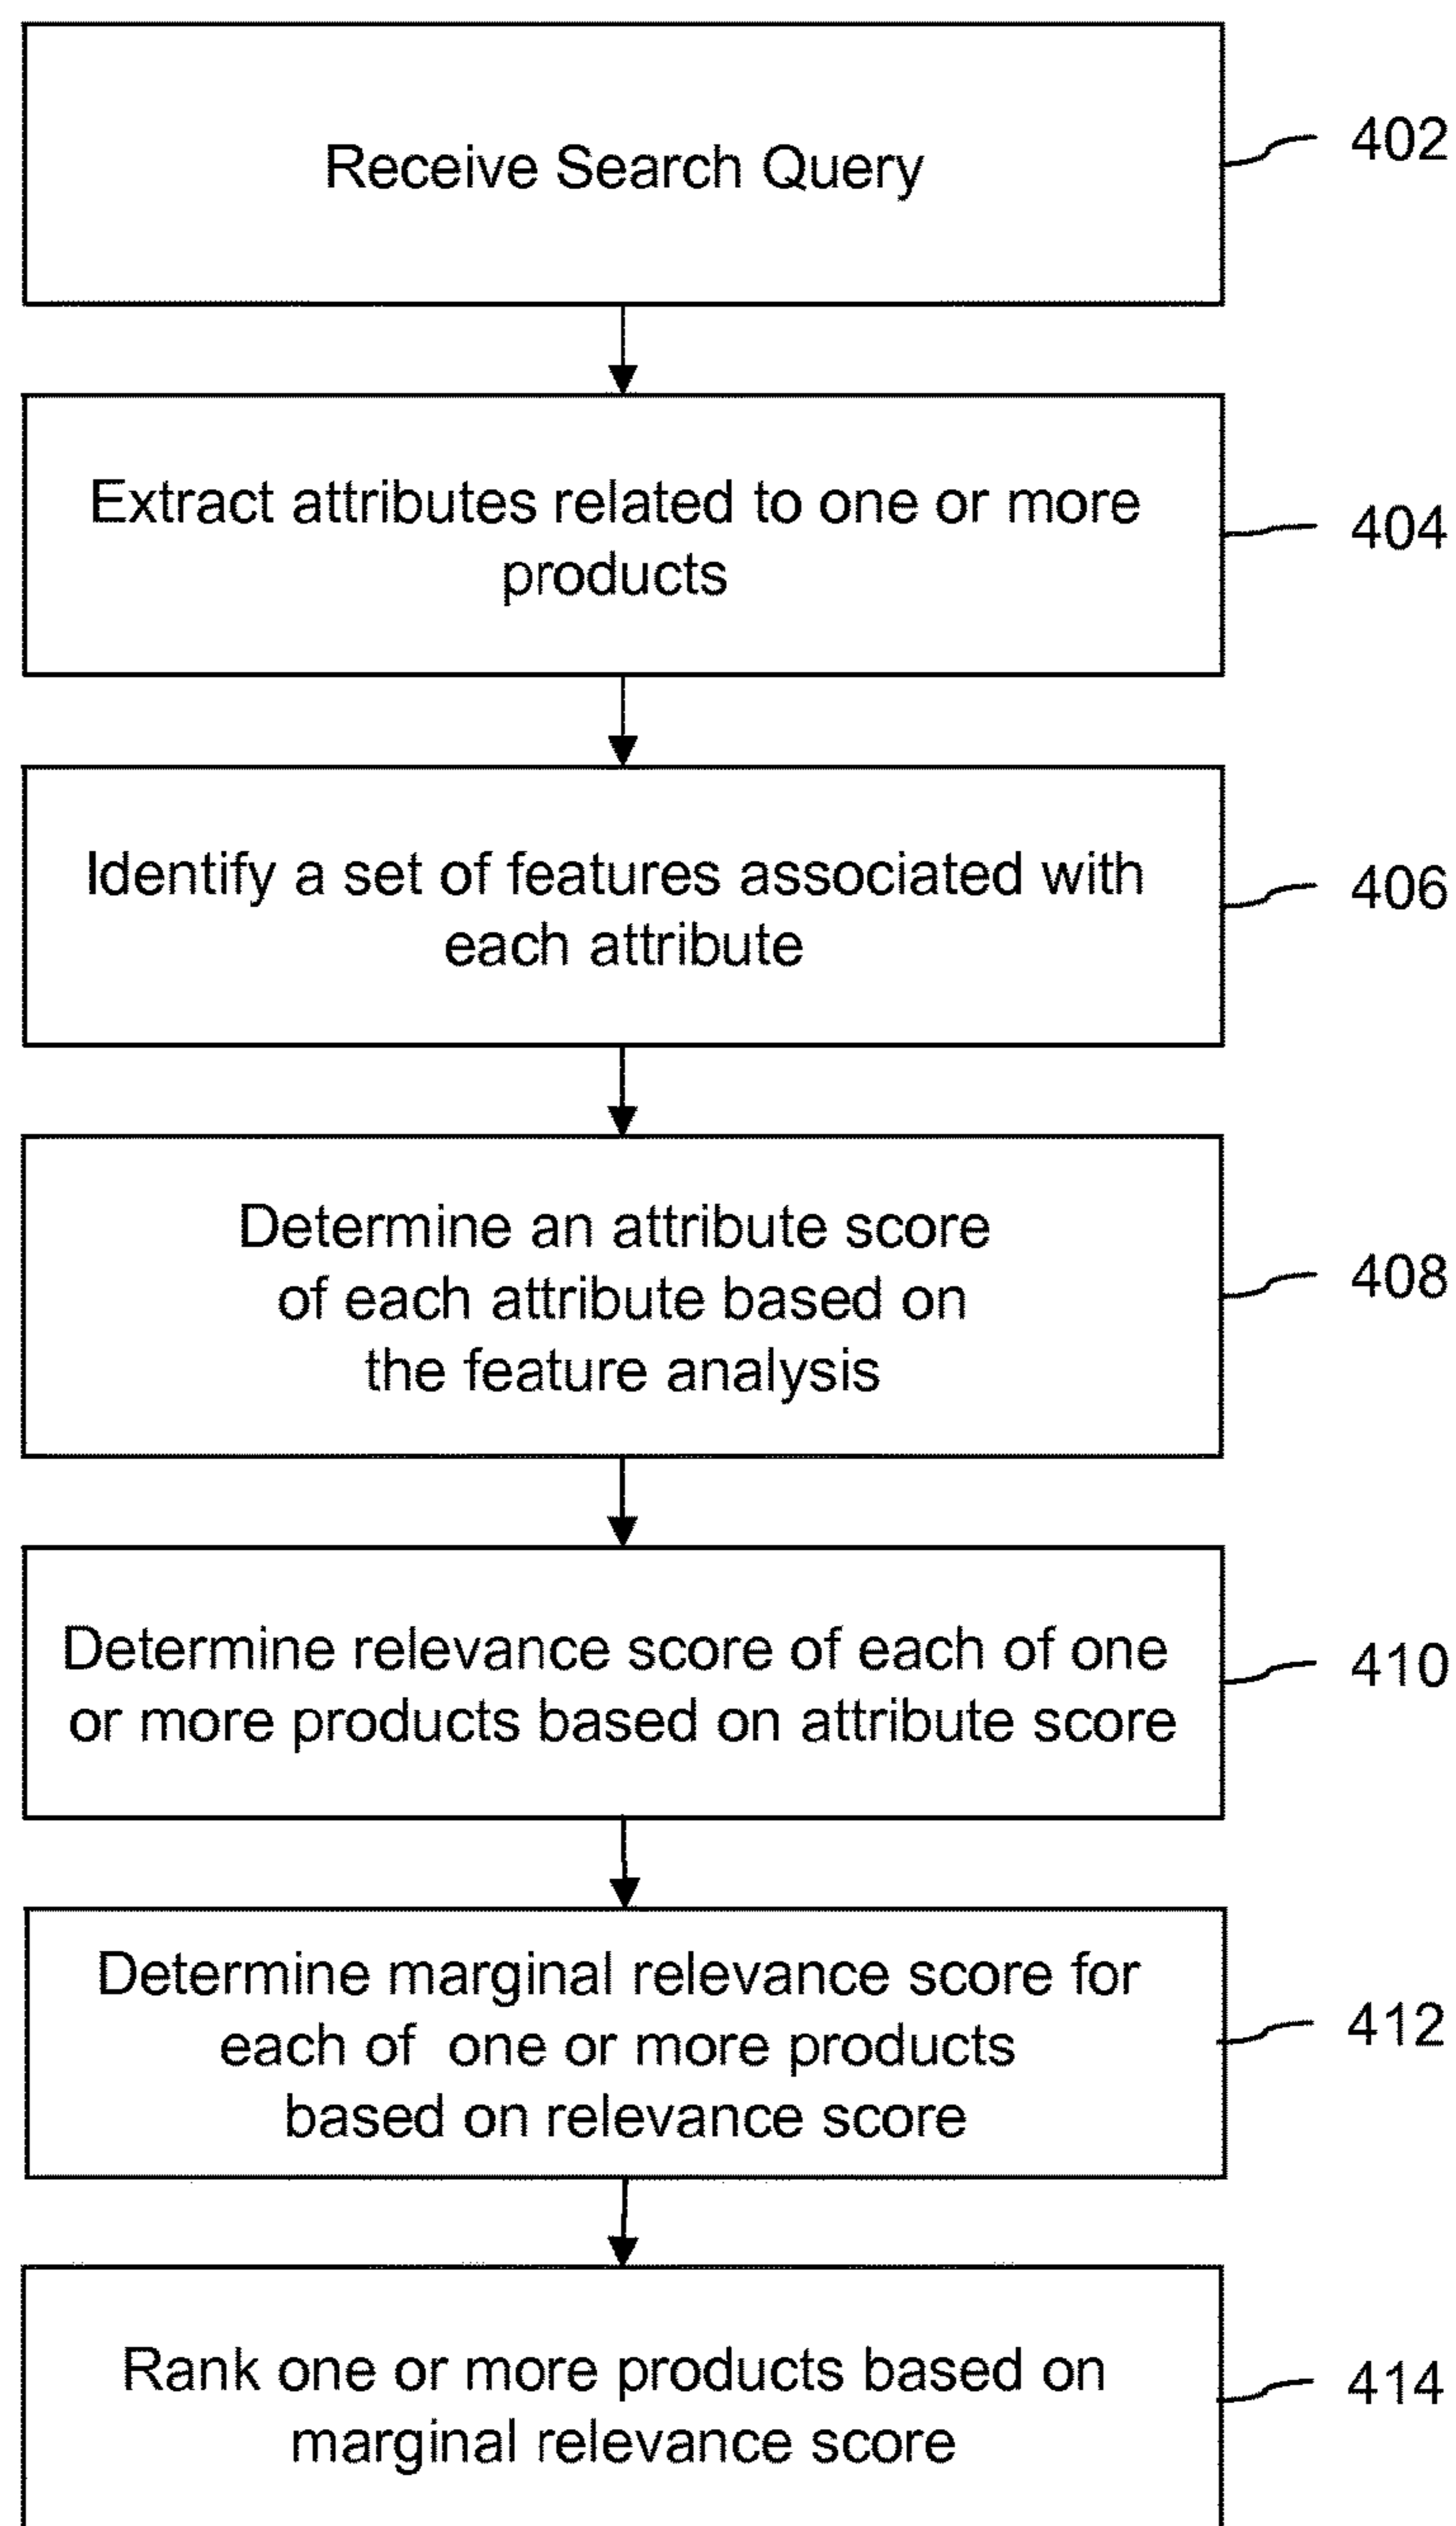 Receive Search Query
402
Extract attributes related to one or more
products
404
Identify a set of features associated with
each attribute
406
Determine an attribute score
of each attribute based on
the feature analysis
408
Determine relevance score of each of one
or more products based on attribute score
410
Determine marginal relevance score for
each of one or more products
based on relevance score
412
Rank one or more products based on
marginal relevance score
414